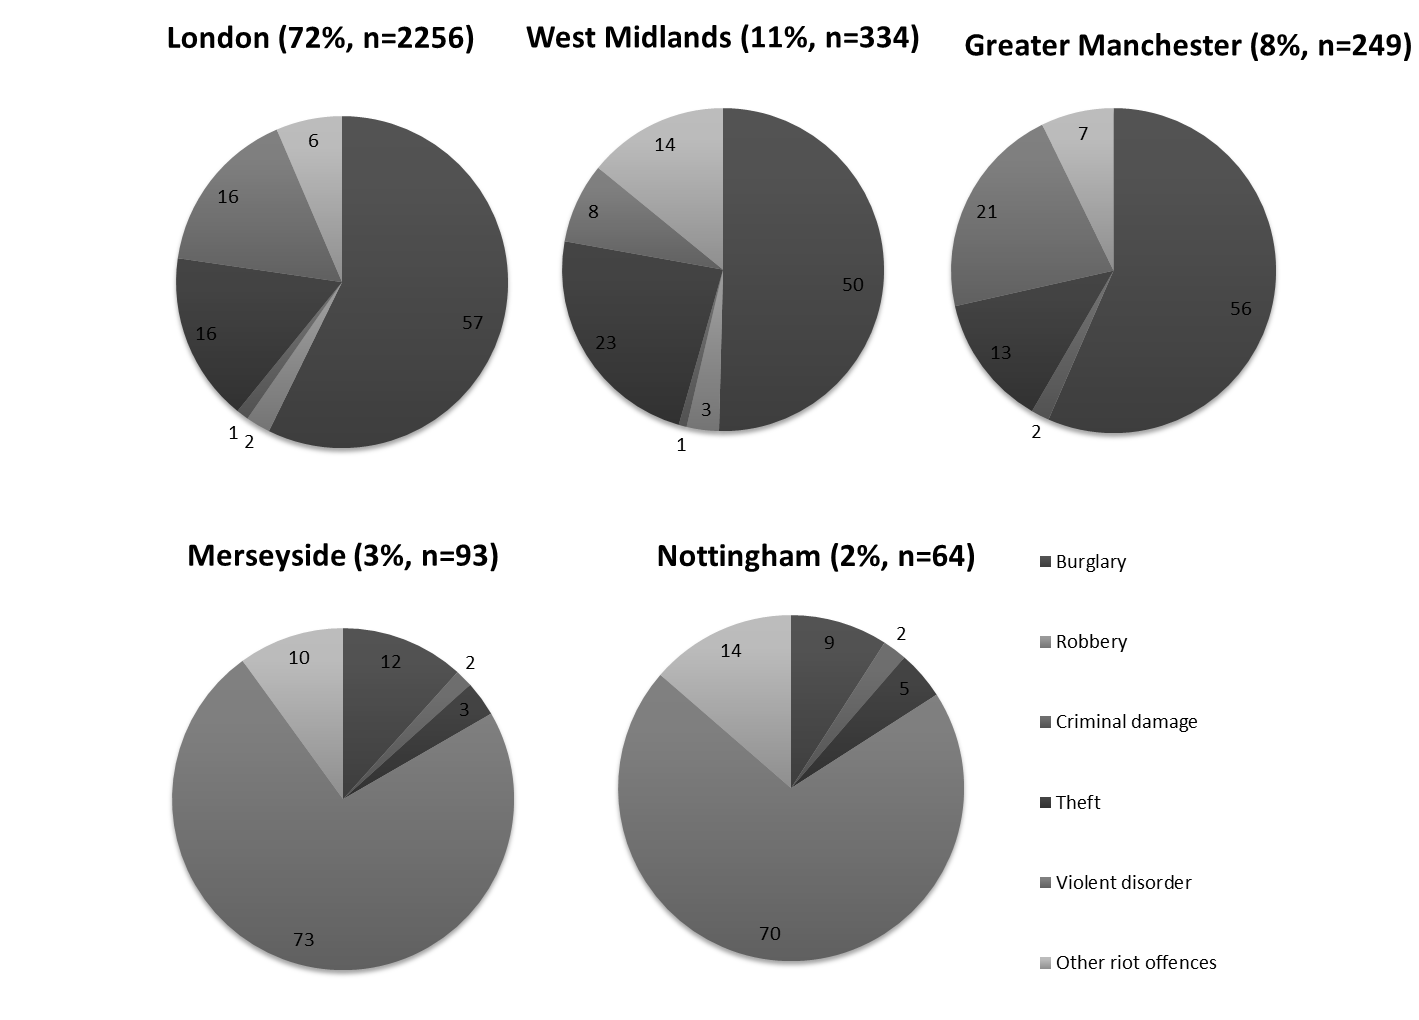 London (72%, n=2256)
West Midlands (11%, n=334)
Greater Manchester (8%, n=249)
6
16
57
16
1
2
14
8
50
23
3
1
7
21
56
13
2
Merseyside (3%, n=93)
Nottingham (2%, n=64)
10
12
2
3
73
14
9
2
5
70
Burglary
Robbery
Criminal damage
Theft
Violent disorder
Other riot offences